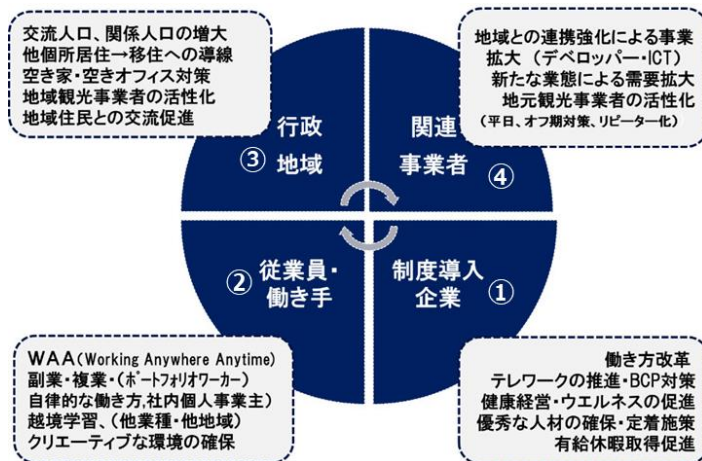 交流人口、関係人口の増大
他個所居住→移住への導線
空き家・空きオフィス対策
地域観光事業者の活性化
地域住民との交流促進
地域との連携強化による事業
拡大（デベロッパー・ICT）
新たな業態による需要拡大
地元観光事業者の活性化
(平日、オフ期対策、リピーター化)
行政
③ 地域
関連
事業者 ④
② 従業員・
働き手
制度導入
企業 ①
WAA(Working Anywhere Anytime)
副業・複業・(ポートフォリオワーカー)
自律的な働き方,社内個人事業主)
越境学習、(他業種・他地域)
クリエーティブな環境の確保
働き方改革
テレワークの推進・BCP対策
健康経営・ウエルネスの促進
優秀な人材の確保・定着施策
有給休暇取得促進